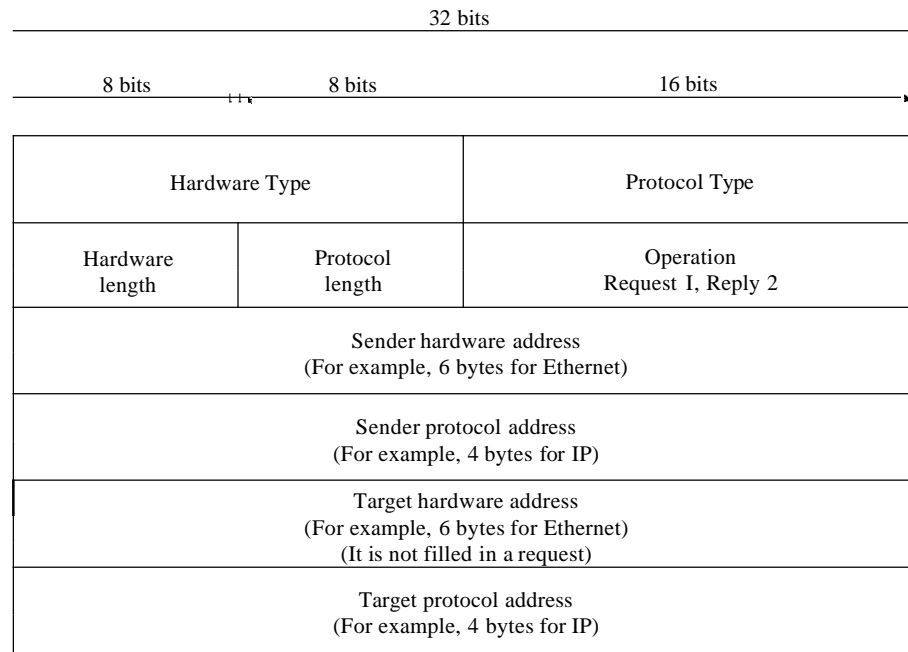 32 bits
8 bits 8 bits 16 bits
Hardware Type Protocol Type
Hardware length Protocol length Operation Request I, Reply 2
Sender hardware address
(For example, 6 bytes for Ethernet)
Sender protocol address
(For example, 4 bytes for IP)
Target hardware address
(For example, 6 bytes for Ethernet)
(It is not filled in a request)
Target protocol address
(For example, 4 bytes for IP)